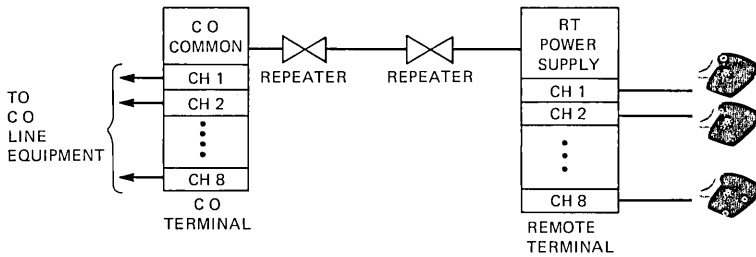 C O
COMMON
CH 1
CH 2
CH 8
C O
TERMINAL
TO
C O
LINE
EQUIPMENT
REPEATER
REPEATER
RT
POWER
SUPPLY
CH 1
CH 2
CH 8
REMOTE
TERMINAL